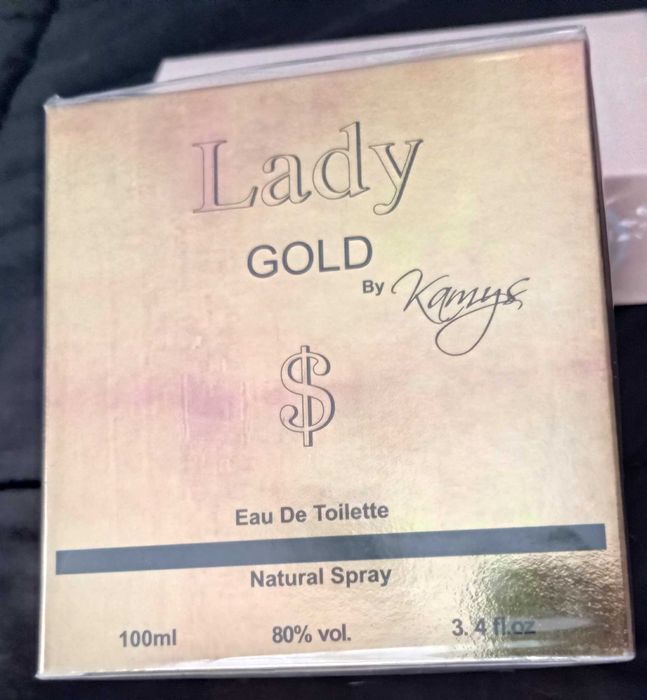 Lady
GOLD
By Kamys
$
Eau De Toilette
Natural Spray
100ml 80% vol. 3.4 fl.oz